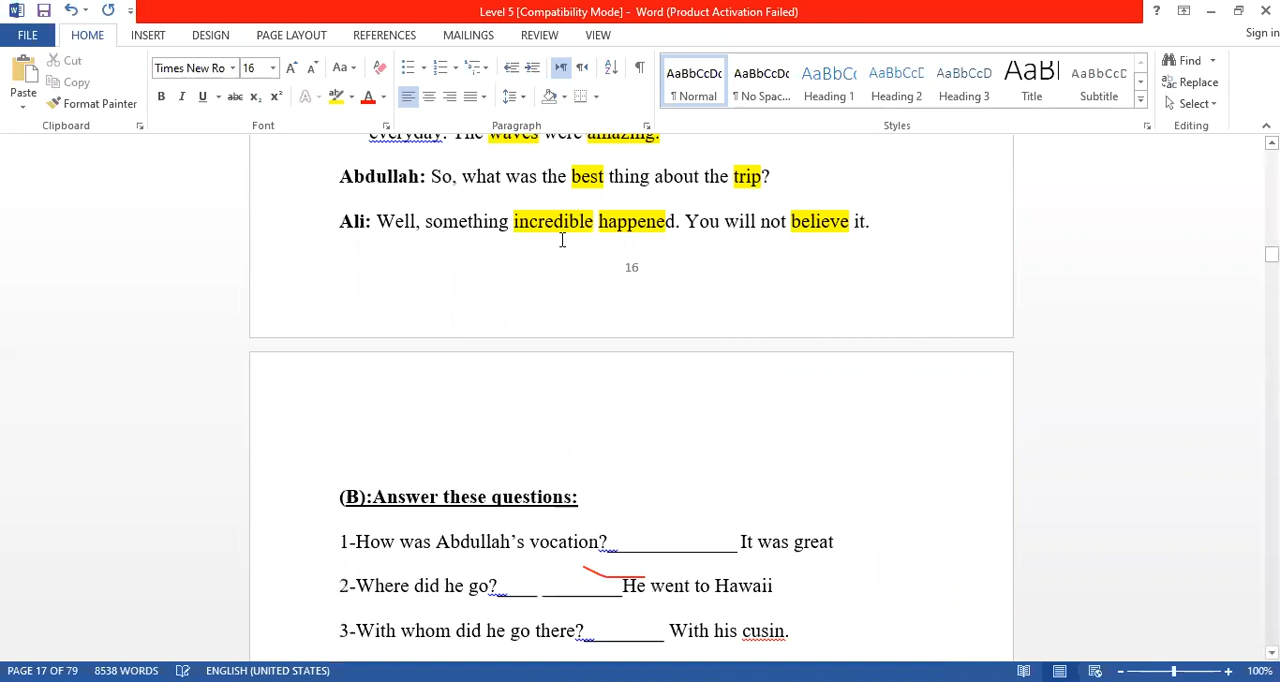 Level 5 [Compatibility Mode] - Word (Product Activation Failed)
FILE HOME INSERT DESIGN PAGE LAYOUT REFERENCES MAILINGS REVIEW VIEW Sign in
Paste
Cut
Copy
Format Painter
Clipboard
Times New Ro 16
Font
Paragraph
AaBbCcDc AaBbCcDc AaBbCc AaBbCc AaBbCcD AaBl AaBbCcD
¶ Normal ¶ No Spac... Heading 1 Heading 2 Heading 3 Title Subtitle
Styles
Find
Replace
Select
Editing
everyday. The waves were amazing.
Abdullah: So, what was the best thing about the trip?
Ali: Well, something incredible happened. You will not believe it.
16
(B):Answer these questions:
1-How was Abdullah’s vocation?_____________ It was great
2-Where did he go?____ ________He went to Hawaii
3-With whom did he go there?________ With his cusin.
PAGE 17 OF 79 8538 WORDS ENGLISH (UNITED STATES) 100%